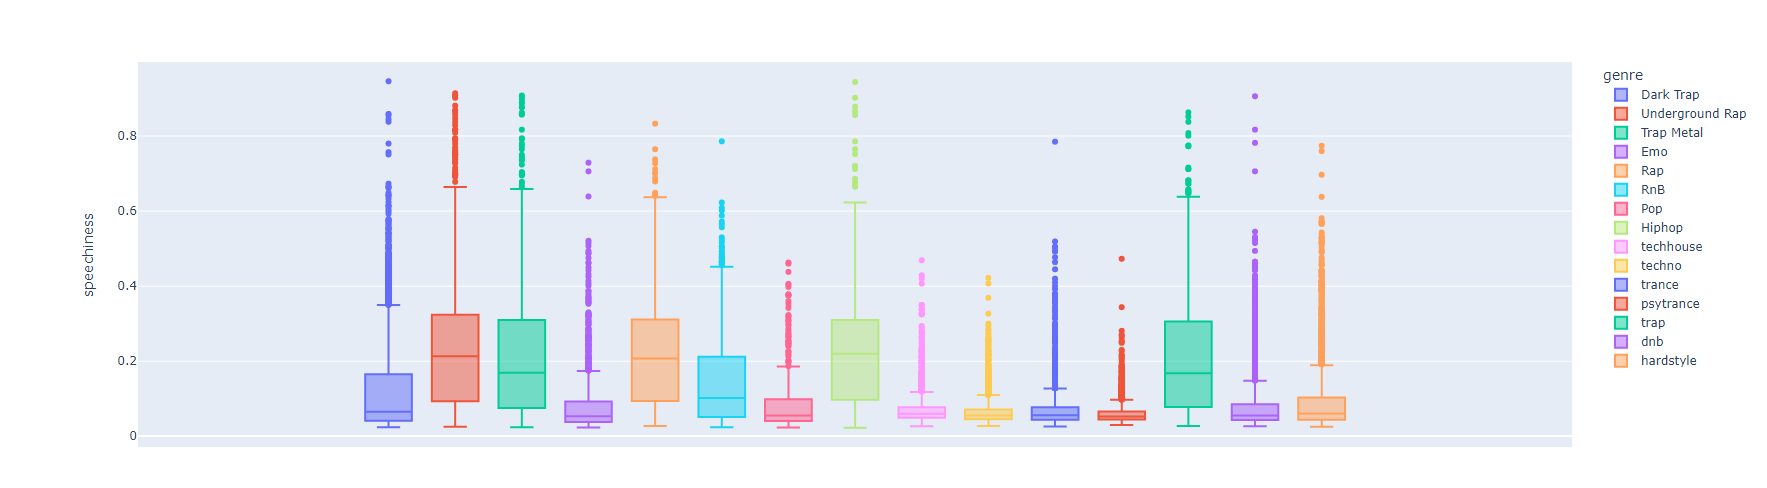 speechiness
0.8
0.6
0.4
0.2
0
genre
Dark Trap
Underground Rap
Trap Metal
Emo
Rap
RnB
Pop
Hiphop
techhouse
techno
trance
psytrance
trap
dnb
hardstyle